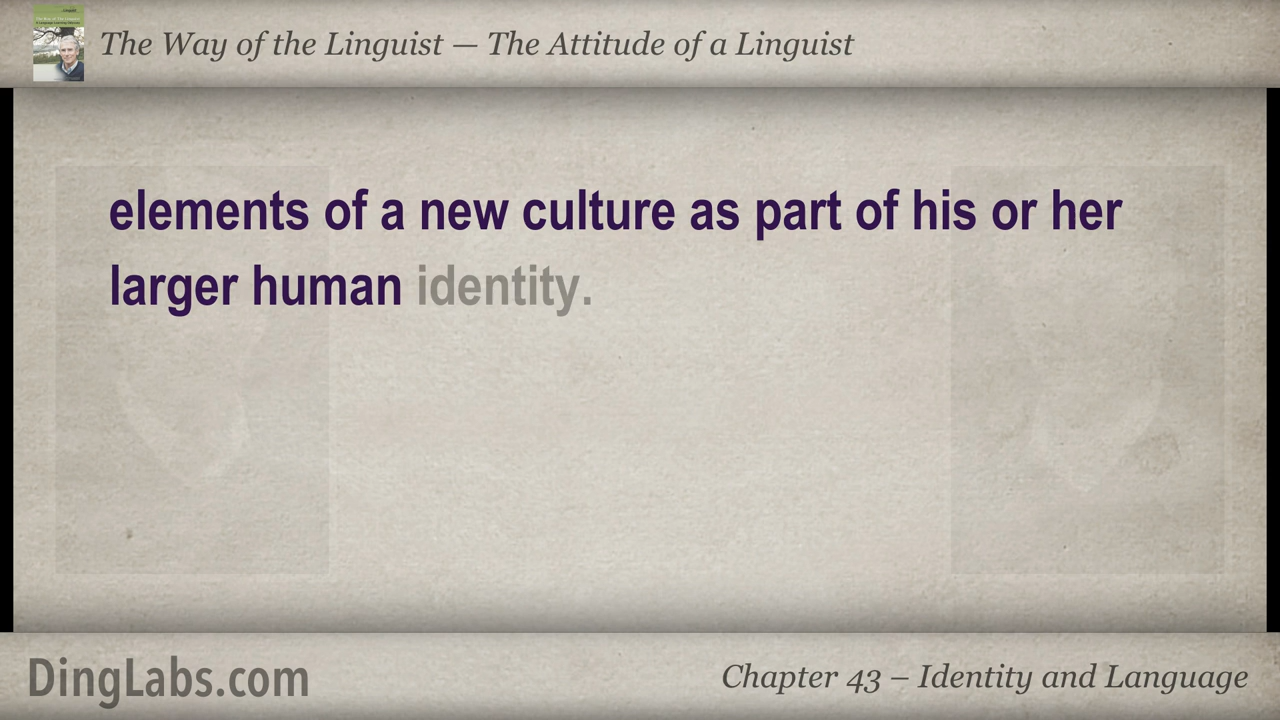 The Way of the Linguist — The Attitude of a Linguist
elements of a new culture as part of his or her
larger human identity.
DingLabs.com
Chapter 43 – Identity and Language